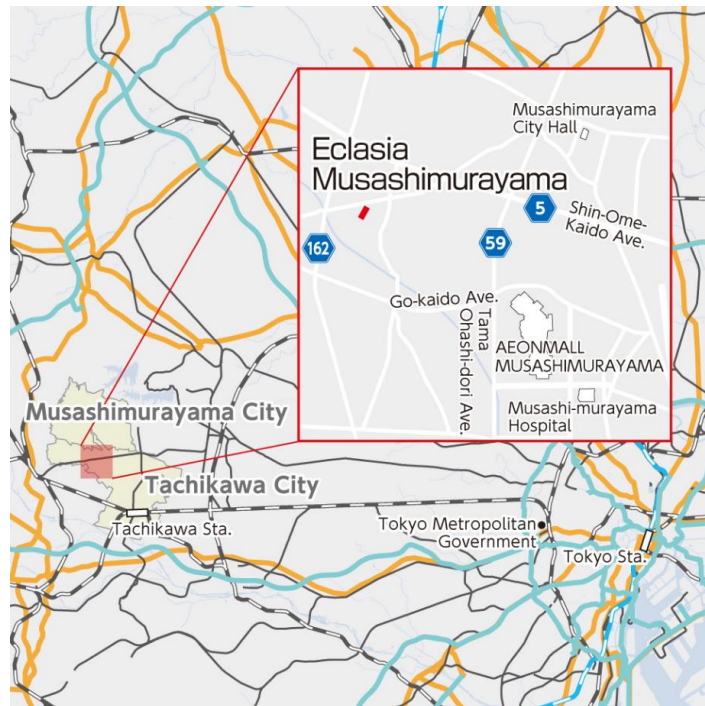 Musashimurayama
City Hall
Eclasia
Musashimurayama
5
Shin-Ome-
Kaido Ave.
162
59
Go-kaido Ave.
Tama
Ohashi-dori Ave.
AEONMALL
MUSASHIMURAYAMA
Musashi-murayama
Hospital
Musashimurayama City
Tachikawa City
Tachikawa Sta.
Tokyo Metropolitan
Government
Tokyo Sta.